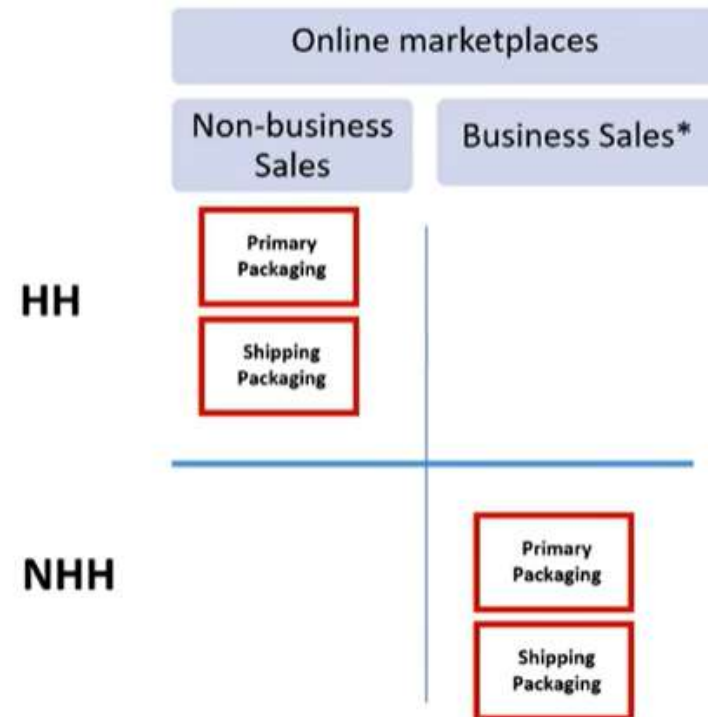 Online marketplaces
Non-business
Sales
Business Sales*
HH
Primary
Packaging
Shipping
Packaging
NHH
Primary
Packaging
Shipping
Packaging